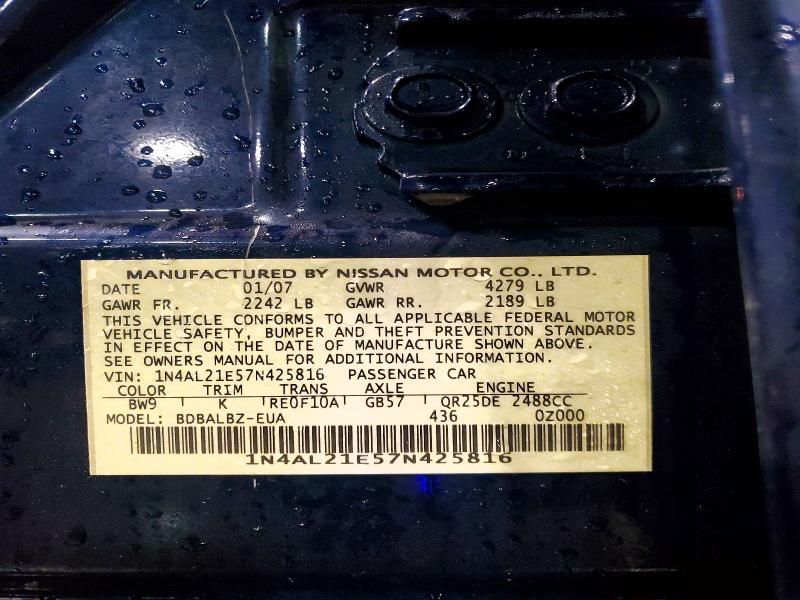 MANUFACTURED BY NISSAN MOTOR CO., LTD.
DATE 01/07 GVWR 4279 LB
GAWR FR. 2242 LB GAWR RR. 2189 LB
THIS VEHICLE CONFORMS TO ALL APPLICABLE FEDERAL MOTOR
VEHICLE SAFETY, BUMPER AND THEFT PREVENTION STANDARDS
IN EFFECT ON THE DATE OF MANUFACTURE SHOWN ABOVE.
SEE OWNERS MANUAL FOR ADDITIONAL INFORMATION.
VIN: 1N4AL21E57N425816 PASSENGER CAR
COLOR TRIM TRANS AXLE ENGINE
BW9 K RE0F10A GB57 QR25DE 2488CC
MODEL: BDBALBZ-EUA 436 0Z000
1N4AL21E57N425816